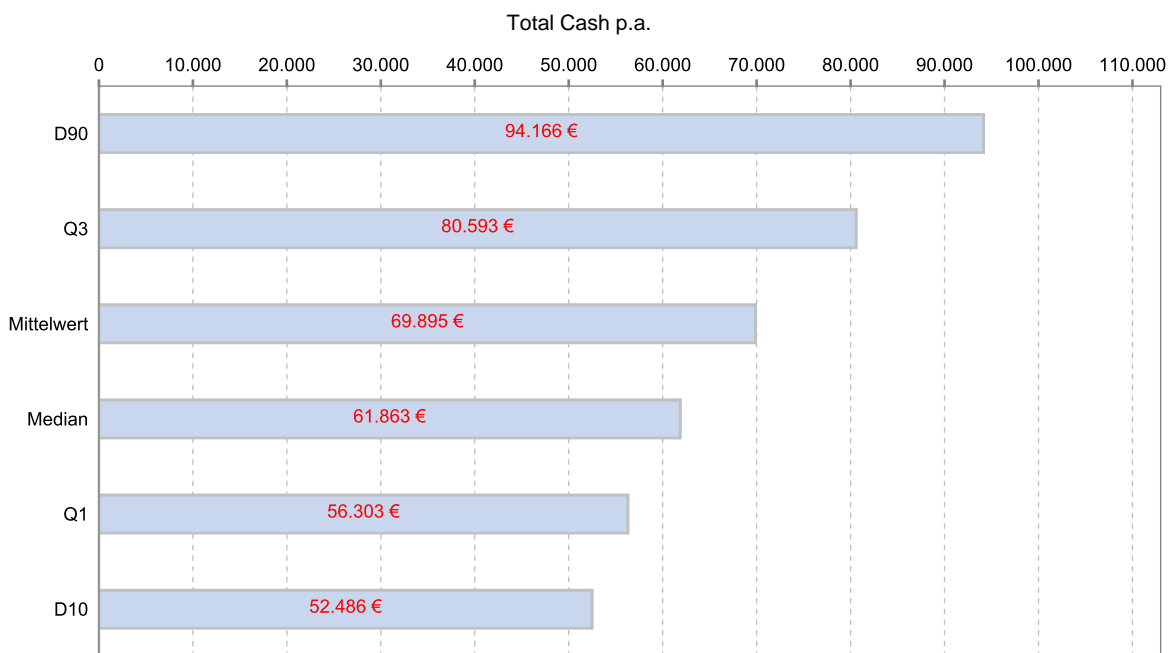 Total Cash p.a.
0 10.000 20.000 30.000 40.000 50.000 60.000 70.000 80.000 90.000 100.000 110.000
D90 94.166 €
Q3 80.593 €
Mittelwert 69.895 €
Median 61.863 €
Q1 56.303 €
D10 52.486 €